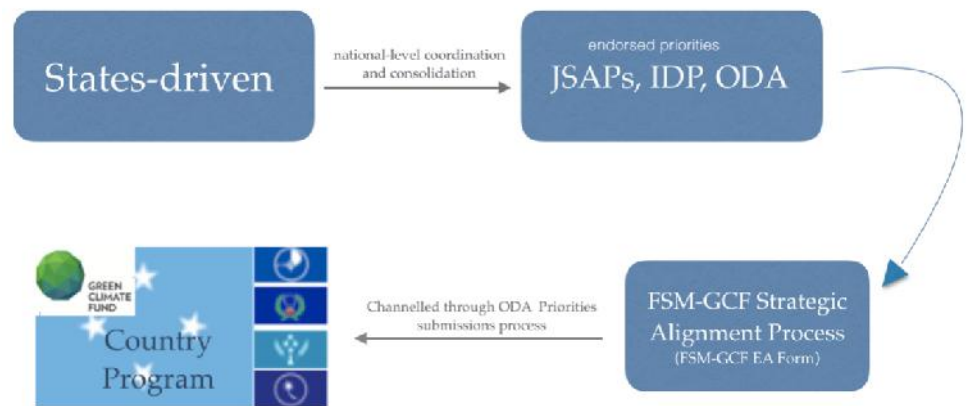 States-driven
national-level coordination
and consolidation
endorsed priorities
JSAPs, IDP, ODA
FSM-GCF Strategic
Alignment Process
(FSM-GCF EA Form)
Channelled through ODA Priorities
submissions process
GREEN
CLIMATE
FUND
Country
Program